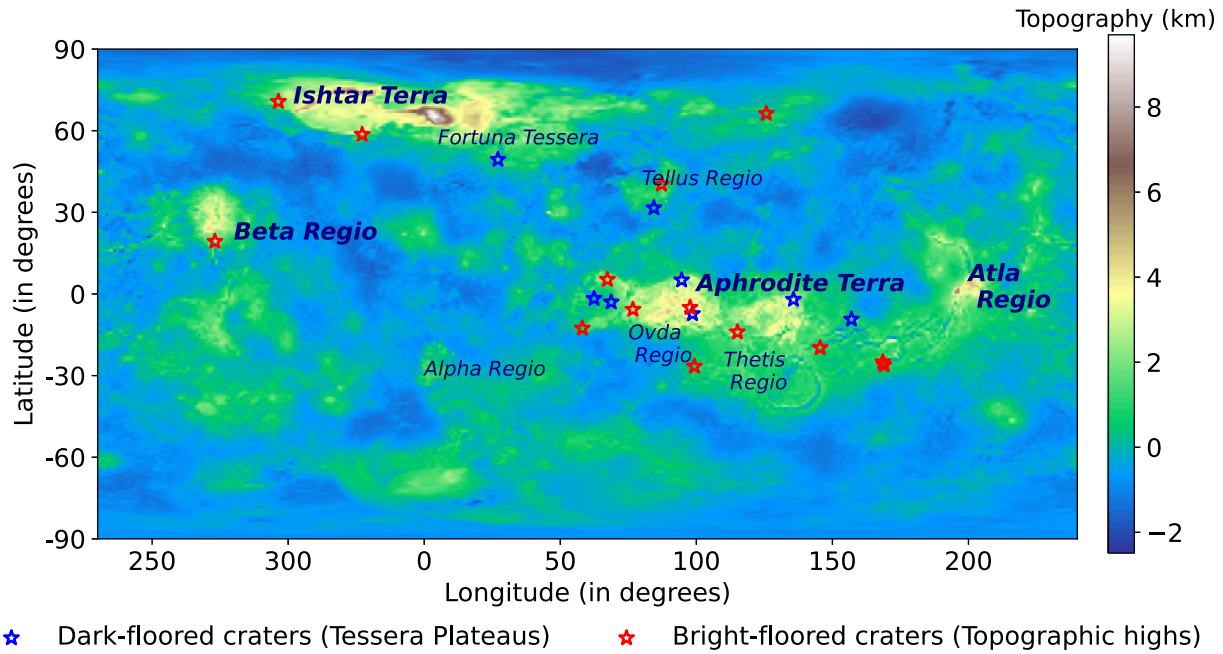 Topography (km)
90
60
30
0
-30
-60
-90
Latitude (in degrees)
Ishtar Terra
Fortuna Tessera
Tellus Regio
Beta Regio
Aphrodite Terra
Atla
Regio
Ovda
Regio
Alpha Regio
Thetis
Regio
250
300
0
50
100
150
200
Longitude (in degrees)
8
6
4
2
0
−2
Dark-floored craters (Tessera Plateaus)
Bright-floored craters (Topographic highs)